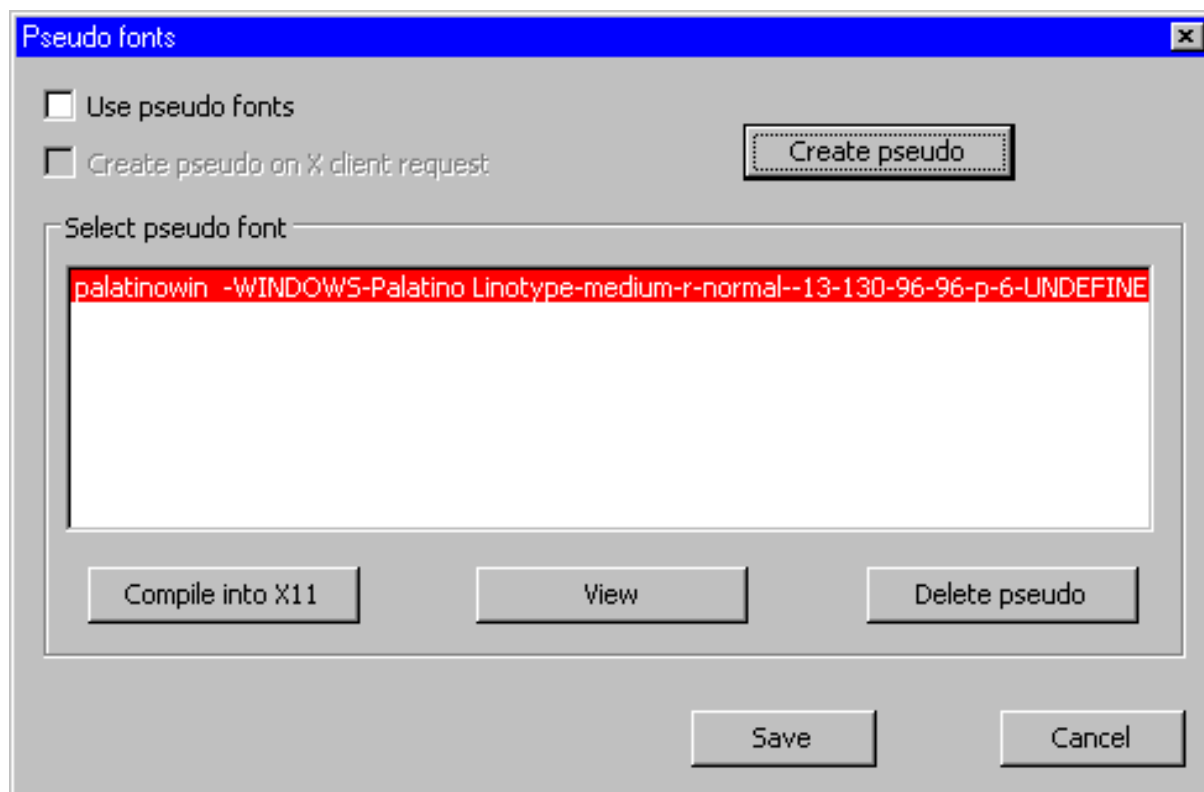 Pseudo fonts
Use pseudo fonts
Create pseudo on X client request
Create pseudo
Select pseudo font
palatinowin -WINDOWS-Palatino Linotype-medium-r-normal--13-130-96-96-p-6-UNDEFINE
Compile into X11
View
Delete pseudo
Save
Cancel